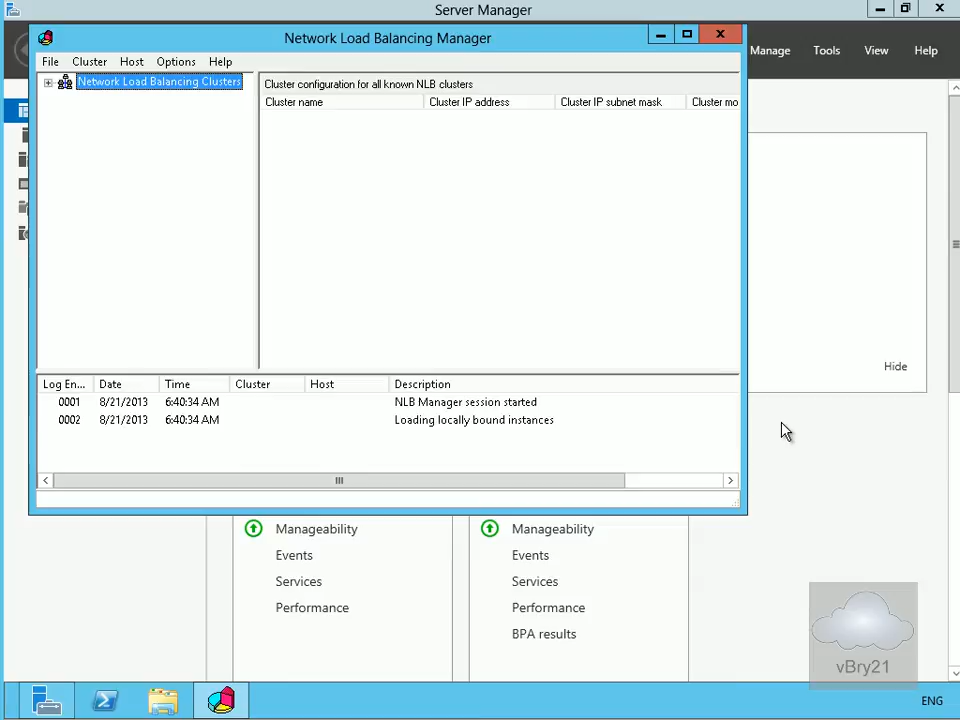 Server Manager
Network Load Balancing Manager
File Cluster Host Options Help
Manage Tools View Help
Network Load Balancing Clusters
Cluster configuration for all known NLB clusters
Cluster name Cluster IP address Cluster IP subnet mask Cluster mo
Hide
Log En... Date Time Cluster Host Description
0001 8/21/2013 6:40:34 AM NLB Manager session started
0002 8/21/2013 6:40:34 AM Loading locally bound instances
Manageability Manageability
Events Events
Services Services
Performance Performance
BPA results
vBry21
ENG